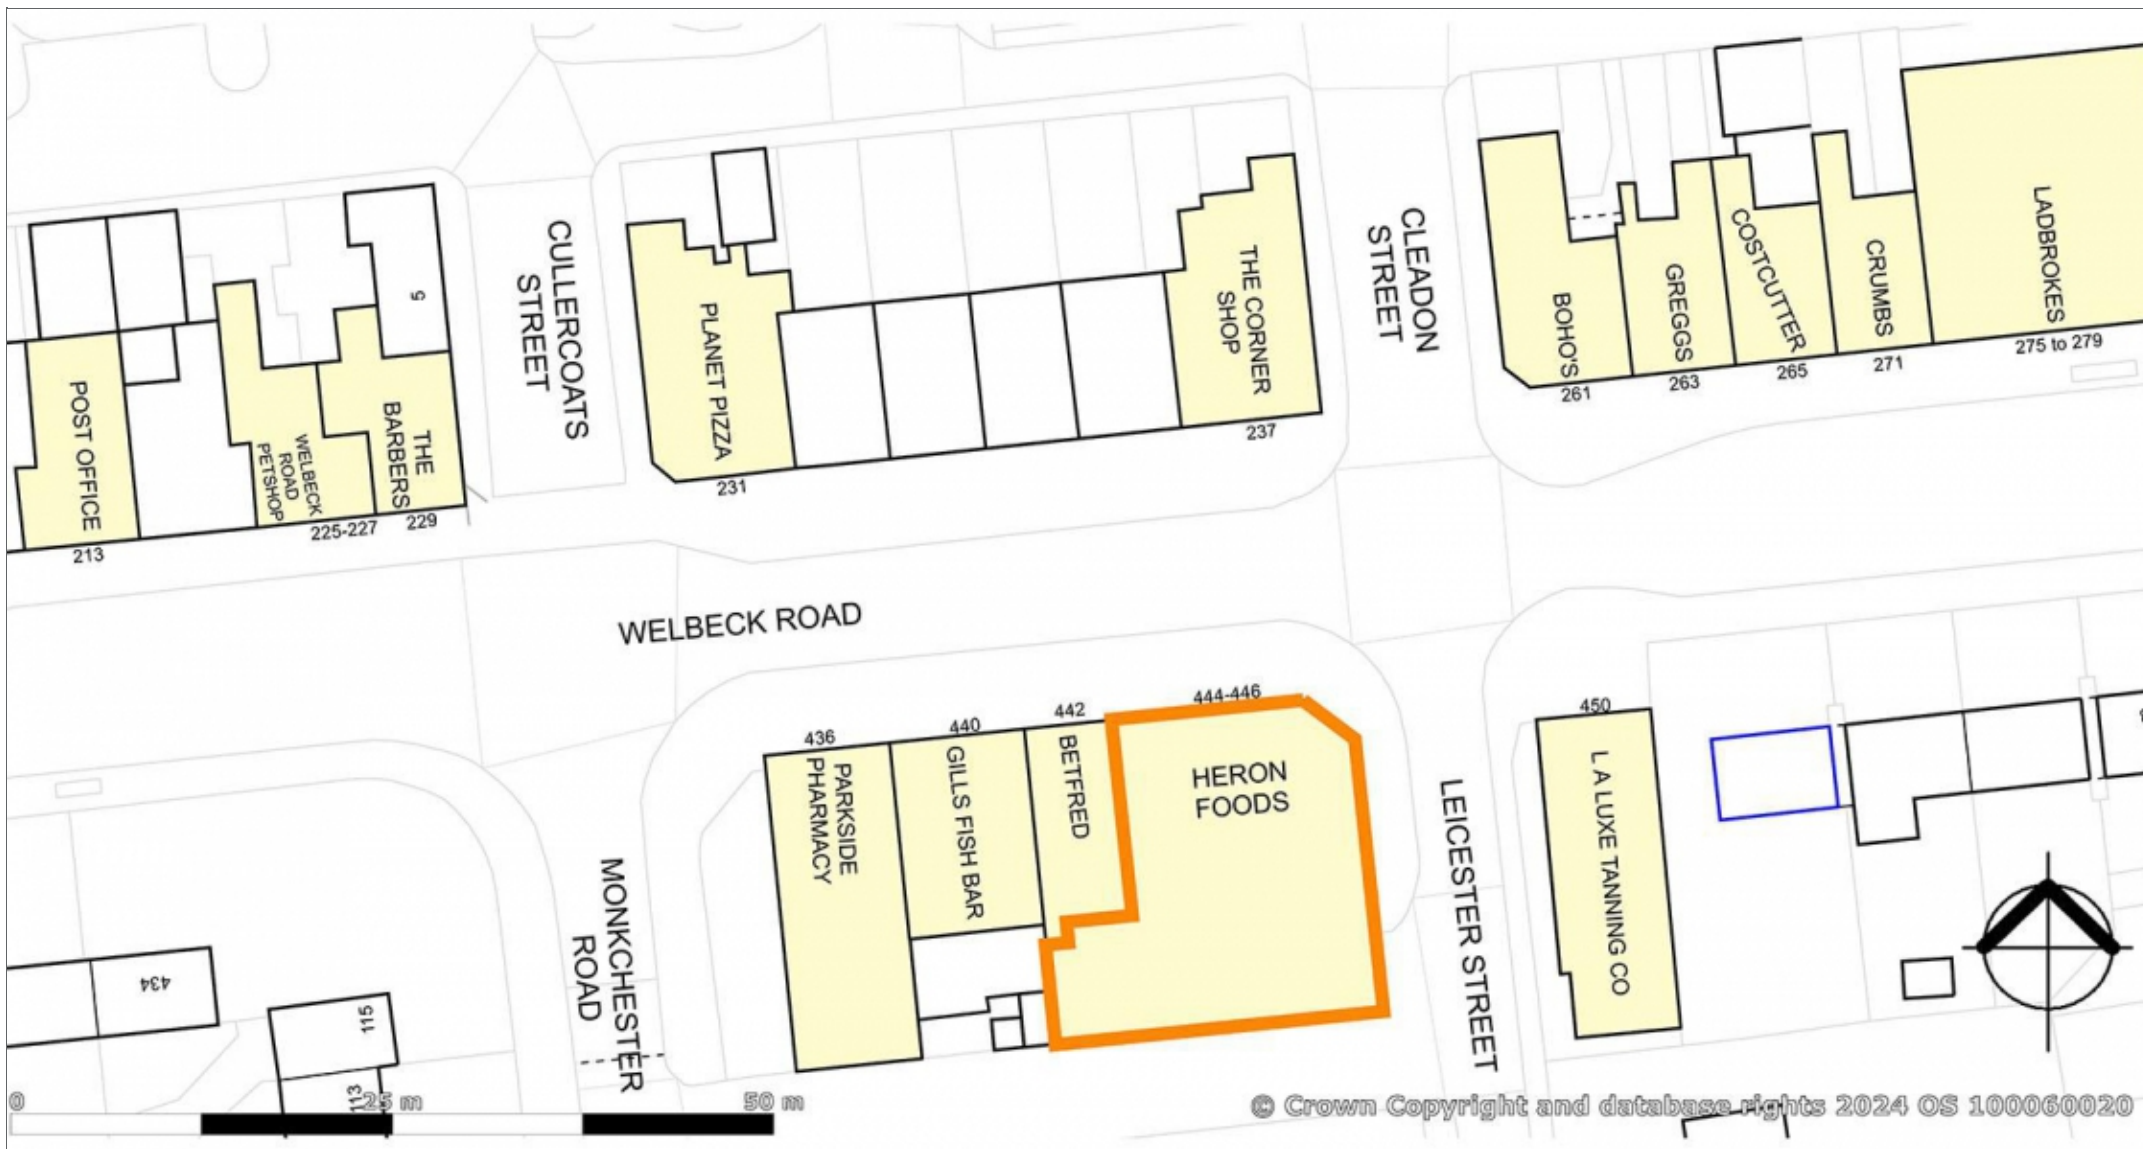 POST OFFICE
213
WELBECK
ROAD
PETSHOP
225-227
THE
BARBERS
229
5
CULLERCOATS
STREET
PLANET PIZZA
231
THE CORNER
SHOP
237
CLEADON
STREET
BOHO'S
261
GREGGS
263
COSTCUTTER
265
CRUMBS
271
LADBROKES
275 to 279
WELBECK ROAD
436
PARKSIDE
PHARMACY
440
GILLS FISH BAR
442
BETFRED
444-446
HERON
FOODS
LEICESTER STREET
450
L A LUXE TANNING CO
MONKCHESTER
ROAD
434
115
113
0
25 m
50 m
© Crown Copyright and database rights 2024 OS 100060020